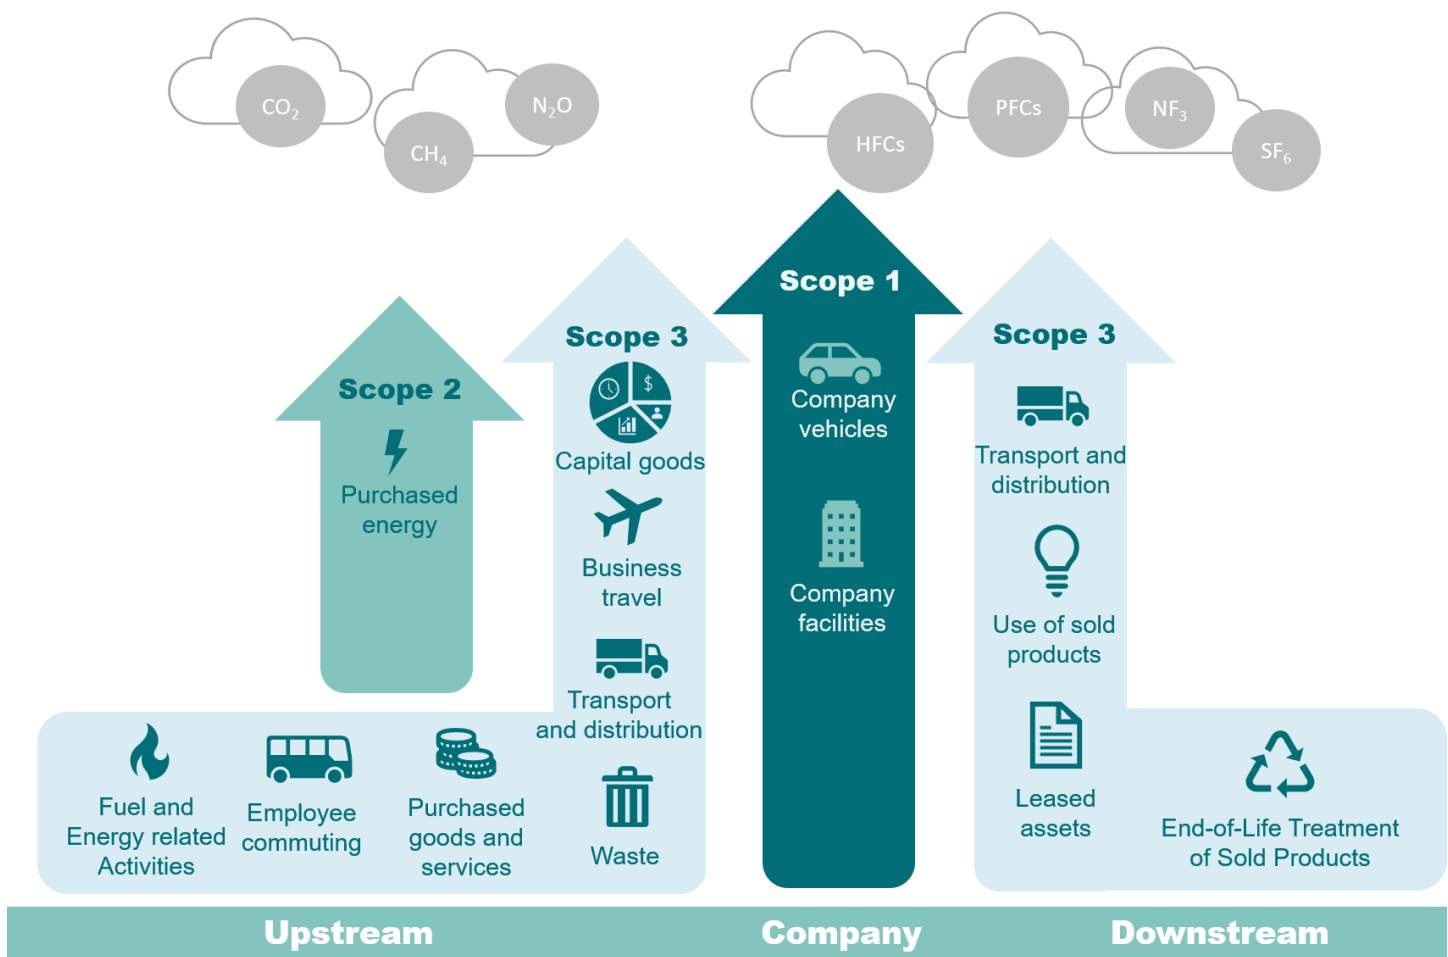 CO₂
CH₄
N₂O
HFCs
PFCs
NF₃
SF₆
Scope 2
Purchased
energy
Scope 3
$
Capital goods
Business
travel
Transport
and distribution
Waste
Fuel and
Energy related
Activities
Employee
commuting
Purchased
goods and
services
Scope 1
Company
vehicles
Company
facilities
Scope 3
Transport and
distribution
Use of sold
products
Leased
assets
End-of-Life Treatment
of Sold Products
Upstream
Company
Downstream